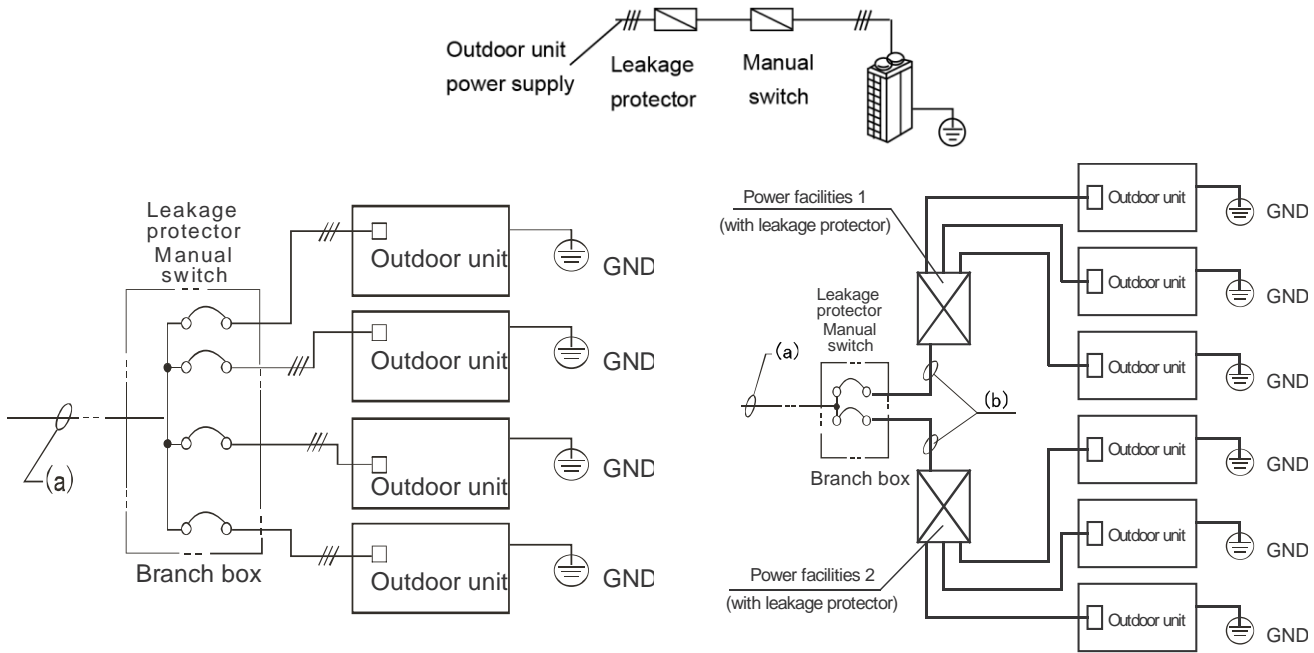 Outdoor unit
power supply
Leakage
protector
Manual
switch
Leakage
protector
Manual
switch
Outdoor unit
GND
Outdoor unit
GND
(a)
Outdoor unit
GND
Outdoor unit
GND
Branch box
Power facilities 1
(with leakage protector)
Outdoor unit
GND
Outdoor unit
GND
Leakage
protector
Manual
switch
Outdoor unit
GND
(a)
(b)
Branch box
Outdoor unit
GND
Outdoor unit
GND
Power facilities 2
(with leakage protector)
Outdoor unit
GND